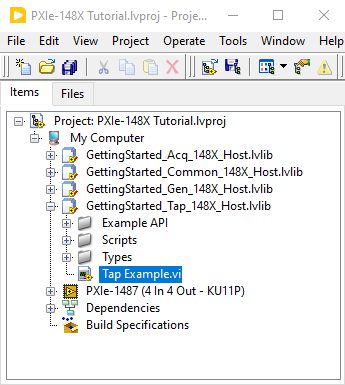 PXIe-148X Tutorial.lvproj - Proje...
File Edit View Project Operate Tools Window
Items Files
Project: PXIe-148X Tutorial.lvproj
My Computer
GettingStarted_Acq_148X_Host.lvlib
GettingStarted_Common_148X_Host.lvlib
GettingStarted_Gen_148X_Host.lvlib
GettingStarted_Tap_148X_Host.lvlib
Example API
Scripts
Types
Tap Example.vi
PXIe-1487 (4 In 4 Out - KU11P)
Dependencies
Build Specifications